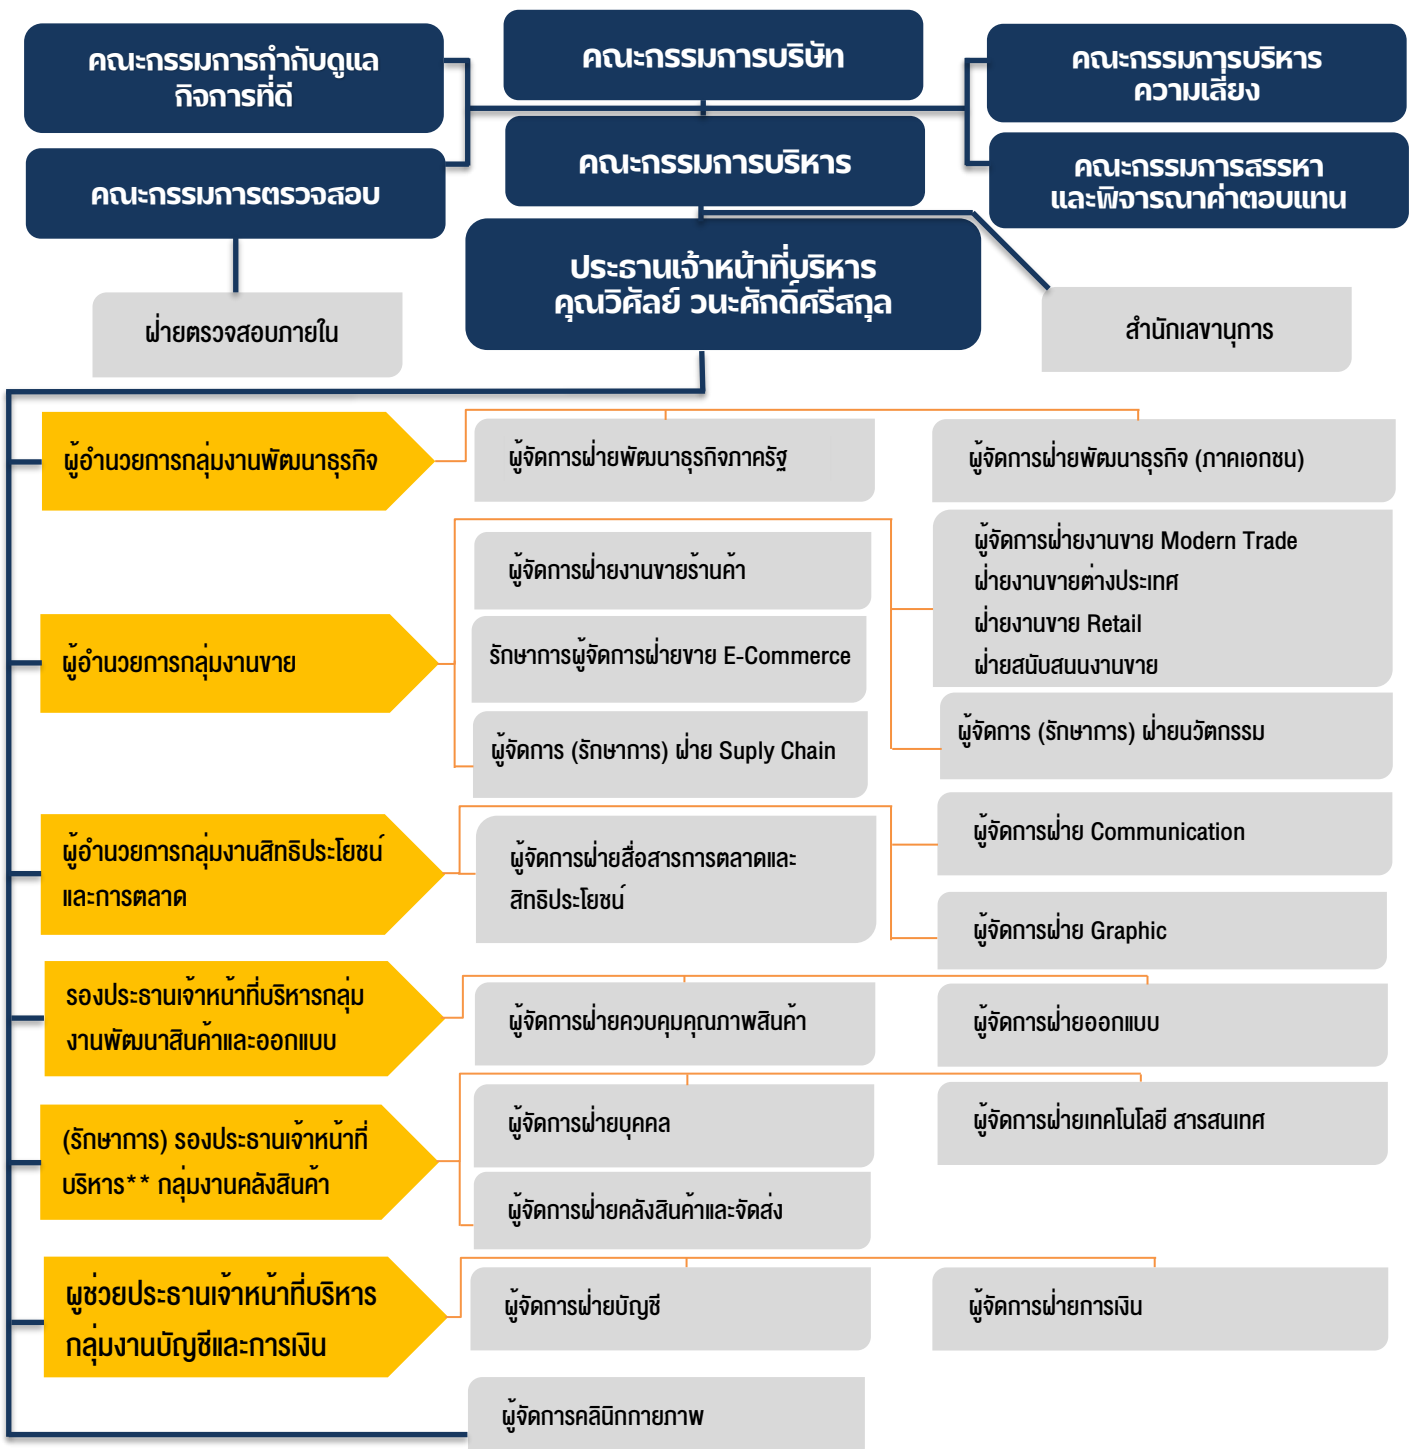 คณะกรรมการกำกับดูแล
กิจการที่ดี
คณะกรรมการบริษัท
คณะกรรมการบริหาร
ความเสี่ยง
คณะกรรมการตรวจสอบ
คณะกรรมการบริหาร
คณะกรรมการสรรหา
และพิจารณาค่าตอบแทน
ประธานเจ้าหน้าที่บริหาร
คุณวิศัลย์ วนะศักดิ์ศรีสกุล
ฝ่ายตรวจสอบภายใน
สำนักเลขานุการ
ผู้อำนวยการกลุ่มงานพัฒนาธุรกิจ
ผู้จัดการฝ่ายพัฒนาธุรกิจภาครัฐ
ผู้จัดการฝ่ายพัฒนาธุรกิจ (ภาคเอกชน)
ผู้อำนวยการกลุ่มงานขาย
ผู้จัดการฝ่ายงานขายร้านค้า
รักษาการผู้จัดการฝ่ายขาย E-Commerce
ผู้จัดการ (รักษาการ) ฝ่าย Suply Chain
ผู้จัดการฝ่ายงานขาย Modern Trade
ฝ่ายงานขายต่างประเทศ
ฝ่ายงานขาย Retail
ฝ่ายสนับสนนงานขาย
ผู้จัดการ (รักษาการ) ฝ่ายนวัตกรรม
ผู้อำนวยการกลุ่มงานสิทธิประโยชน์
และการตลาด
ผู้จัดการฝ่ายสื่อสารการตลาดและ
สิทธิประโยชน์
ผู้จัดการฝ่าย Communication
ผู้จัดการฝ่าย Graphic
รองประธานเจ้าหน้าที่บริหารกลุ่ม
งานพัฒนาสินค้าและออกแบบ
ผู้จัดการฝ่ายควบคุมคุณภาพสินค้า
ผู้จัดการฝ่ายออกแบบ
(รักษาการ) รองประธานเจ้าหน้าที่
บริหาร** กลุ่มงานคลังสินค้า
ผู้จัดการฝ่ายบุคคล
ผู้จัดการฝ่ายเทคโนโลยี สารสนเทศ
ผู้จัดการฝ่ายคลังสินค้าและจัดส่ง
ผูช่วยประธานเจ้าหน้าที่บริหาร
กลุ่มงานบัญชีและการเงิน
ผู้จัดการฝ่ายบัญชี
ผู้จัดการฝ่ายการเงิน
ผู้จัดการคลินิกกายภาพ